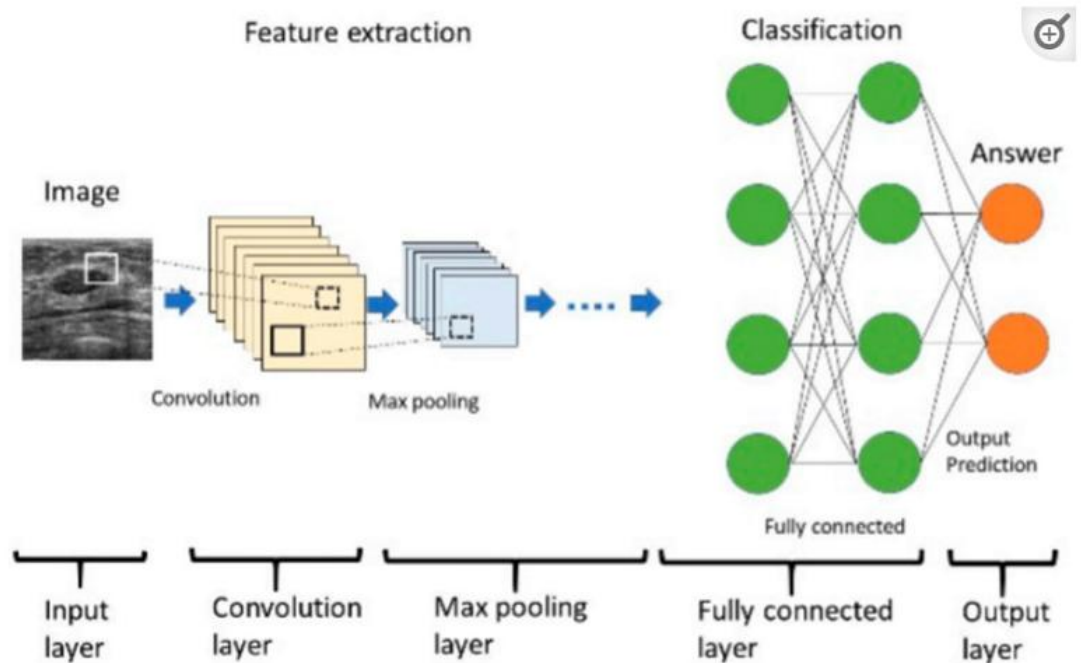 Feature extraction
Classification
Image
Answer
Convolution
Max pooling
Output
Prediction
Fully connected
Input
layer
Convolution
layer
Max pooling
layer
Fully connected
layer
Output
layer